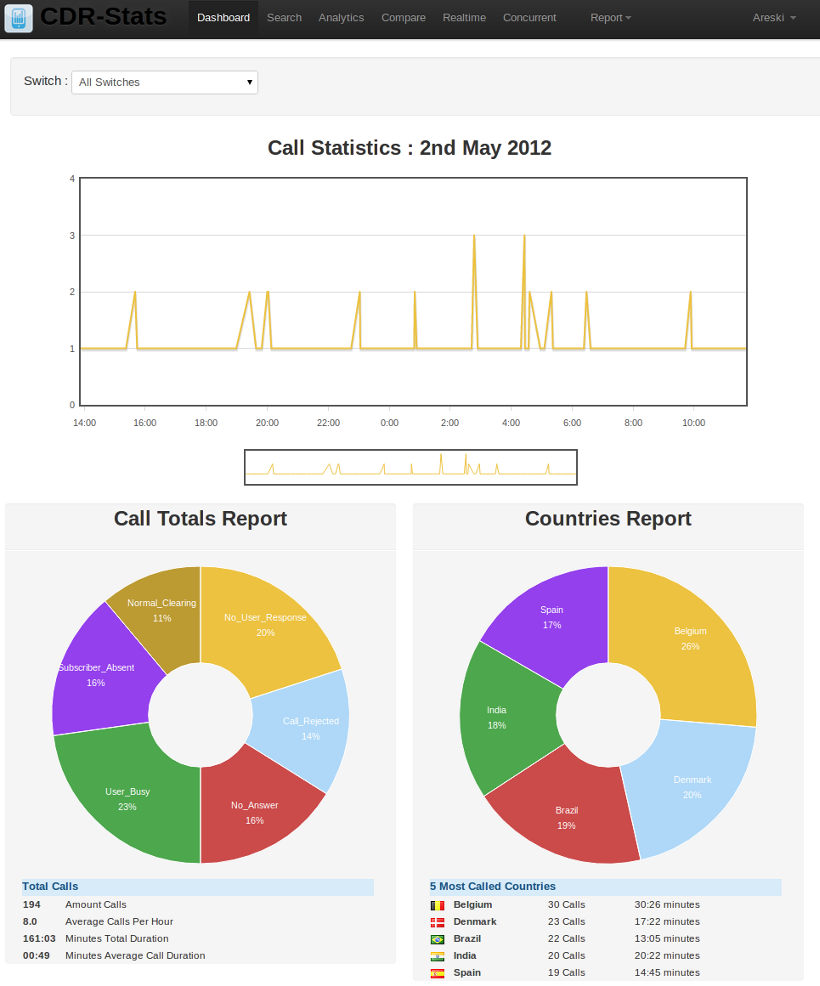 CDR-Stats Dashboard Search Analytics Compare Realtime Concurrent Report Areski
Switch : All Switches
Call Statistics : 2nd May 2012
4
3
2
1
0
14:00 16:00 18:00 20:00 22:00 0:00 2:00 4:00 6:00 8:00 10:00
Call Totals Report
Normal_Clearing
11%
No_User_Response
20%
Subscriber_Absent
16%
Call_Rejected
14%
User_Busy
23%
No_Answer
16%
Total Calls
194 Amount Calls
8.0 Average Calls Per Hour
161:03 Minutes Total Duration
00:49 Minutes Average Call Duration
Countries Report
Spain
17%
Belgium
26%
India
18%
Denmark
20%
Brazil
19%
5 Most Called Countries
Belgium 30 Calls 30:26 minutes
Denmark 23 Calls 17:22 minutes
Brazil 22 Calls 13:05 minutes
India 20 Calls 20:22 minutes
Spain 19 Calls 14:45 minutes